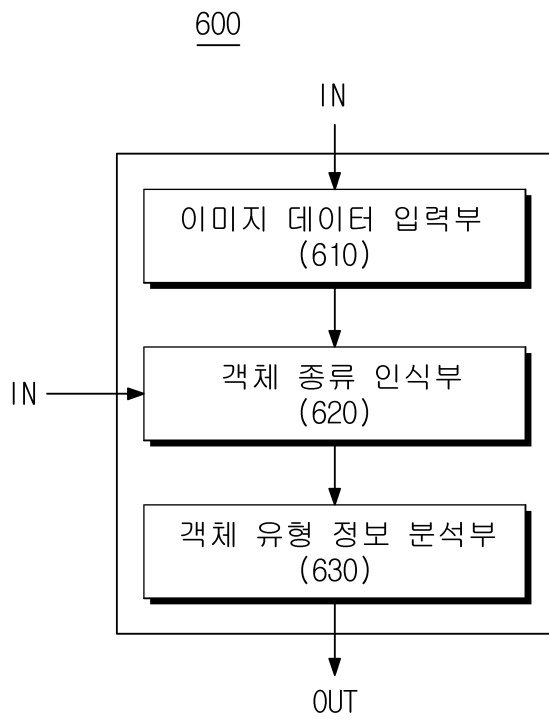 600
IN
이미지 데이터 입력부
(610)
IN
객체 종류 인식부
(620)
객체 유형 정보 분석부
(630)
OUT